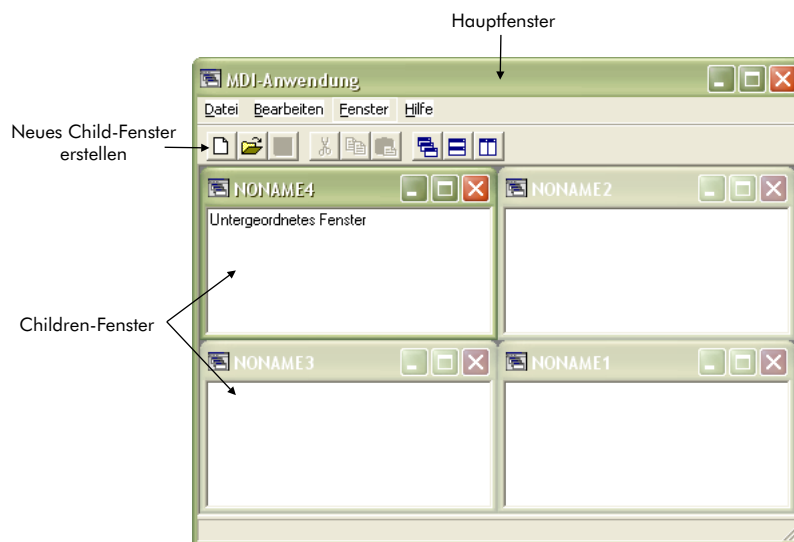 Hauptfenster
MDI-Anwendung
Datei Bearbeiten Fenster Hilfe
Neues Child-Fenster
erstellen
NONAME4
NONAME2
Untergeordnetes Fenster
Children-Fenster
NONAME3
NONAME1